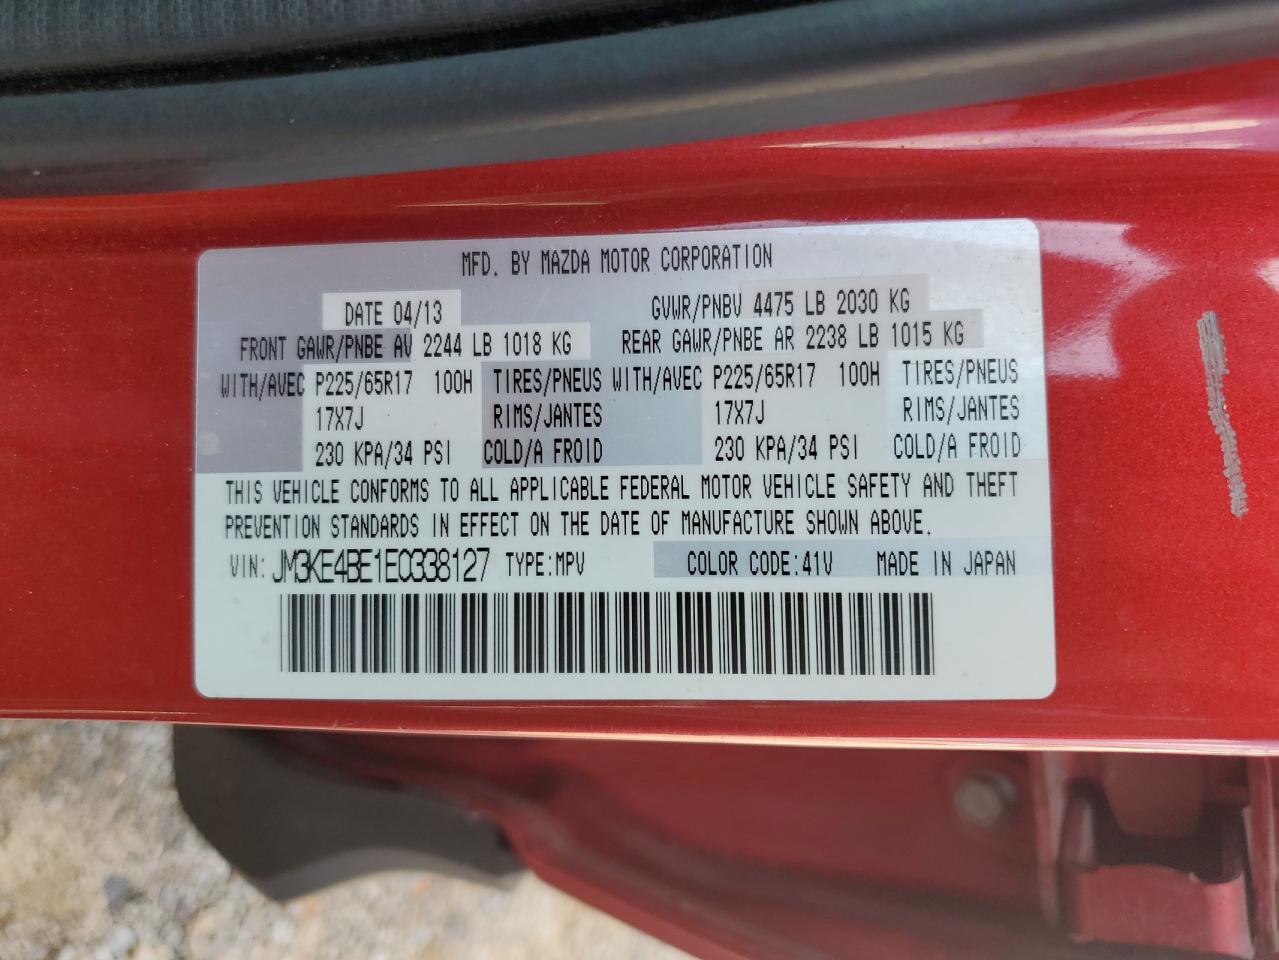 MFD. BY MAZDA MOTOR CORPORATION
DATE 04/13 GVWR/PNBV 4475 LB 2030 KG
FRONT GAWR/PNBE AV 2244 LB 1018 KG REAR GAWR/PNBE AR 2238 LB 1015 KG
WITH/AVEC P225/65R17 100H TIRES/PNEUS WITH/AVEC P225/65R17 100H TIRES/PNEUS
17X7J RIMS/JANTES 17X7J RIMS/JANTES
230 KPA/34 PSI COLD/A FROID 230 KPA/34 PSI COLD/A FROID
THIS VEHICLE CONFORMS TO ALL APPLICABLE FEDERAL MOTOR VEHICLE SAFETY AND THEFT
PREVENTION STANDARDS IN EFFECT ON THE DATE OF MANUFACTURE SHOWN ABOVE.
VIN: JM3KE4BE1E0338127 TYPE:MPV COLOR CODE:41V MADE IN JAPAN